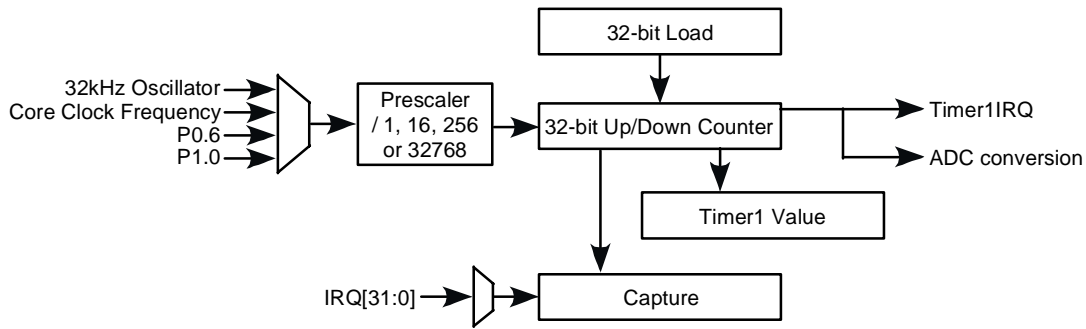 32-bit Load
32kHz Oscillator
Core Clock Frequency
P0.6
P1.0
Prescaler
/ 1, 16, 256
or 32768
32-bit Up/Down Counter
Timer1IRQ
ADC conversion
Timer1 Value
IRQ[31:0]
Capture